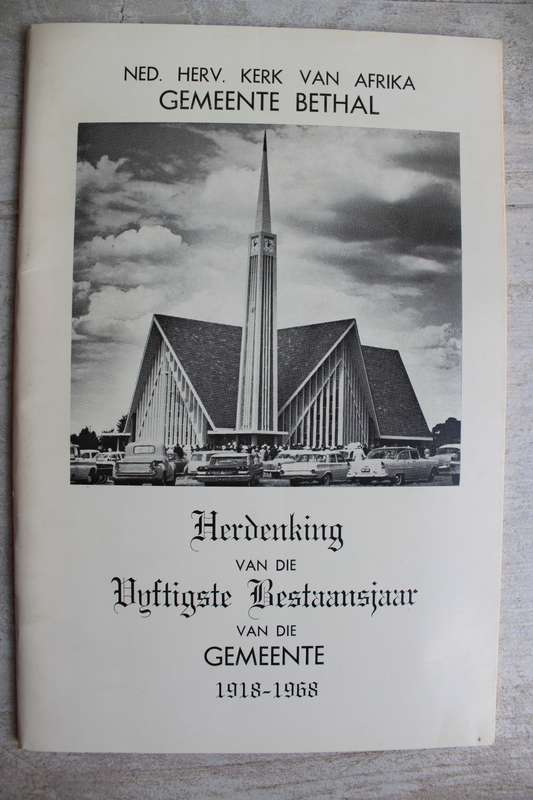 NED. HERV. KERK VAN AFRIKA
GEMEENTE BETHAL
Herdenking
VAN DIE
Vyftigste Bestaansjaar
VAN DIE
GEMEENTE
1918-1968